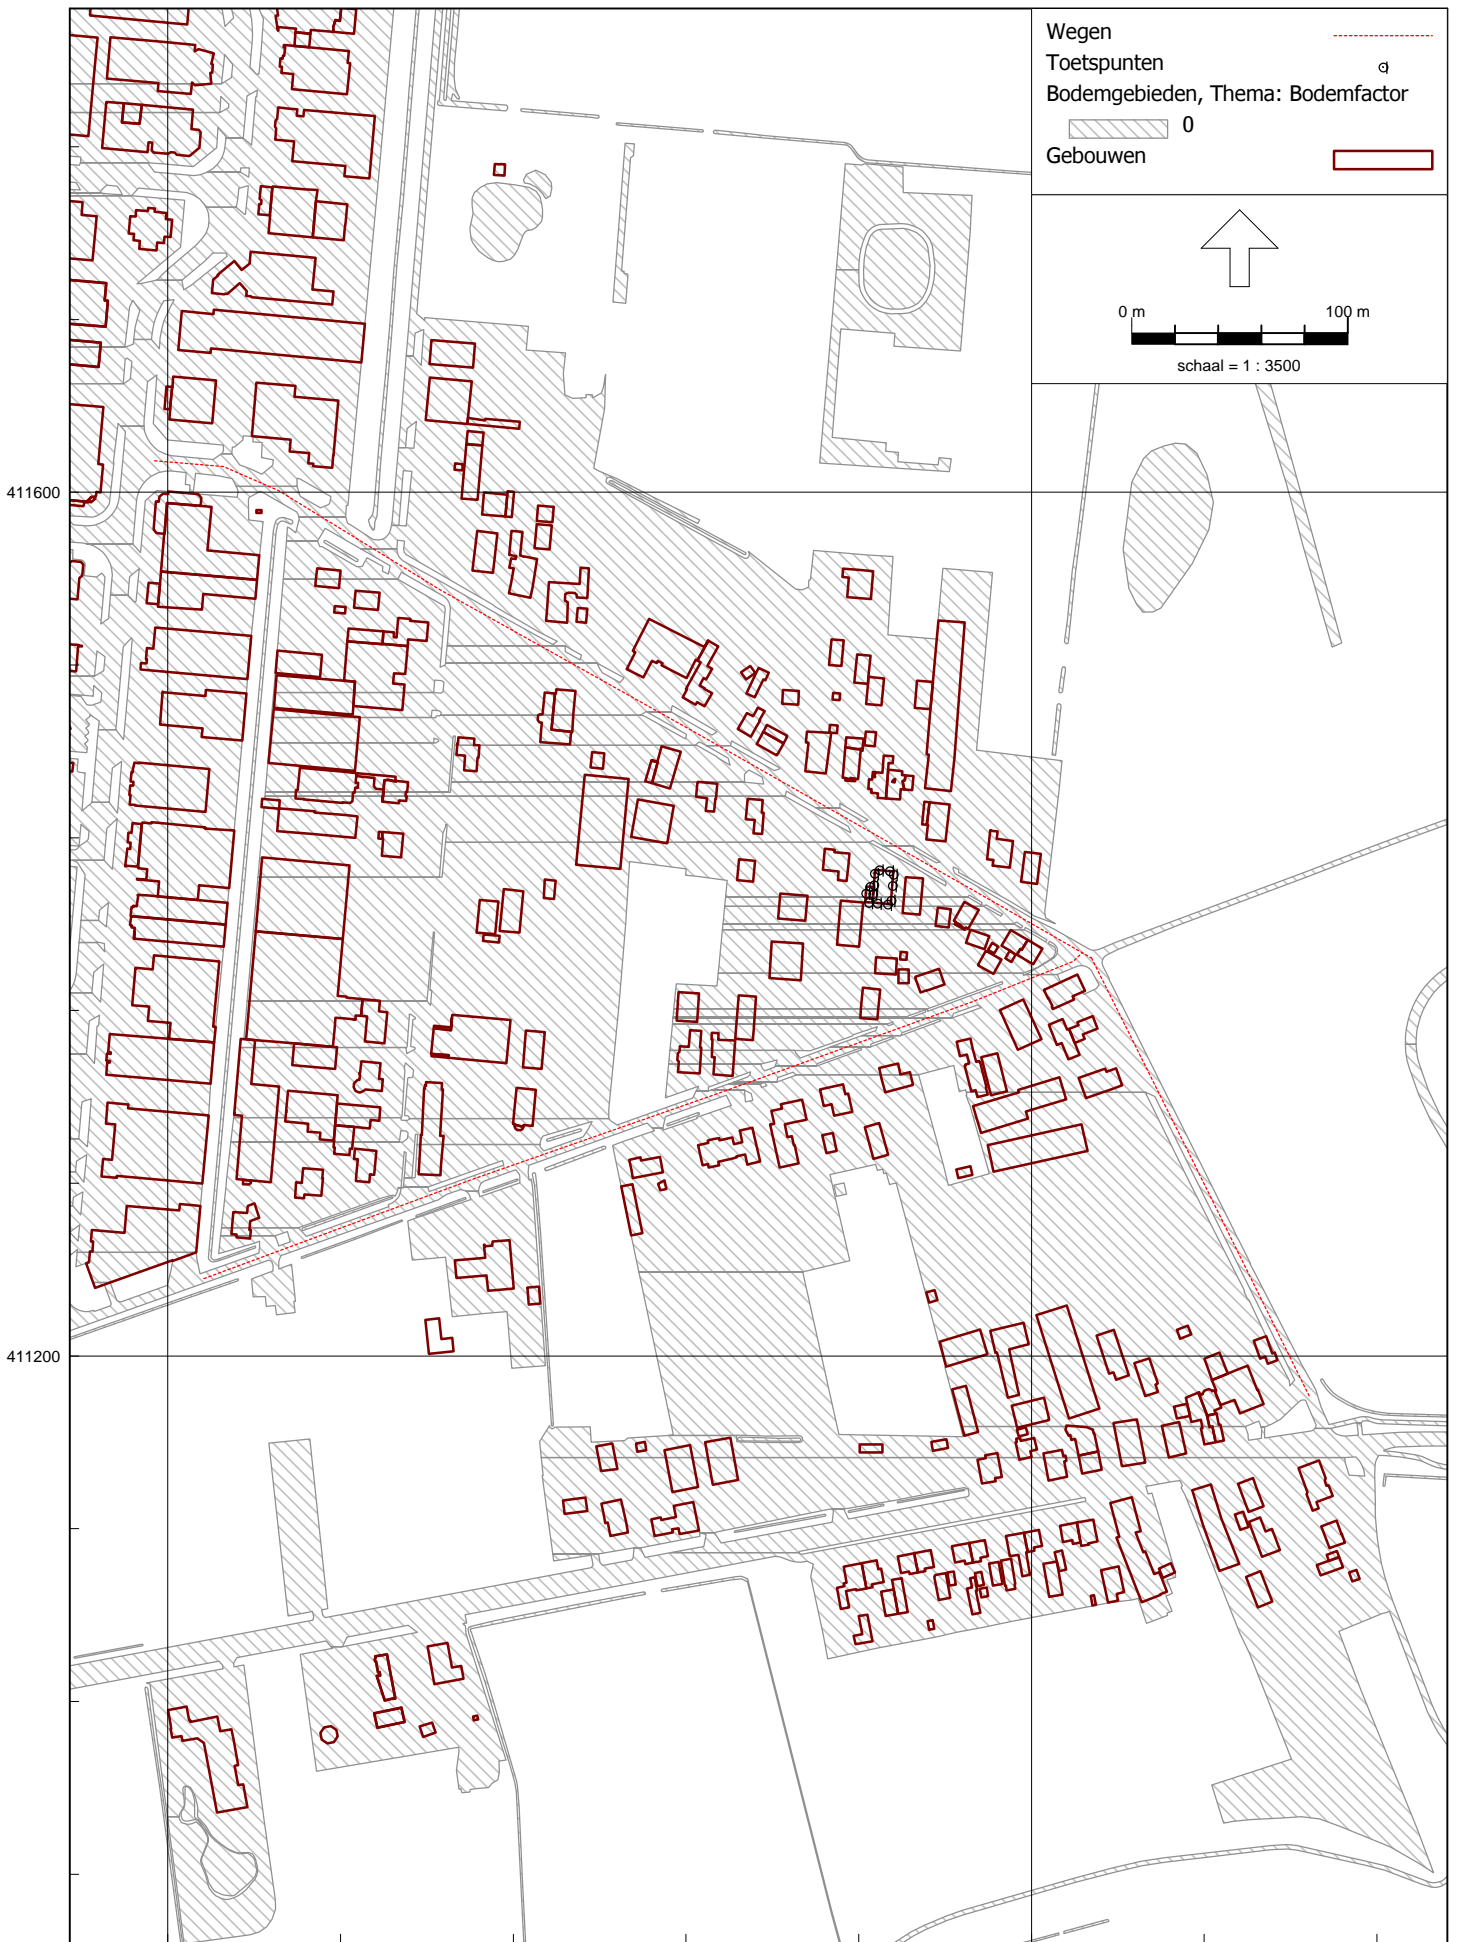 Wegen
Toetspunten
Bodemgebieden, Thema: Bodemfactor
0
Gebouwen
0 m 100 m
schaal = 1 : 3500
411600
411200